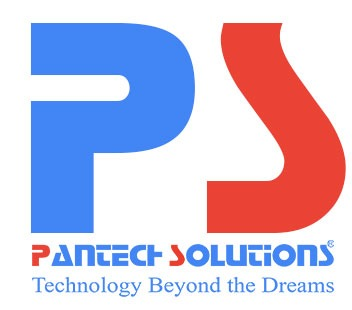 PS
PANTECH SOLUTIONS®
Technology Beyond the Dreams